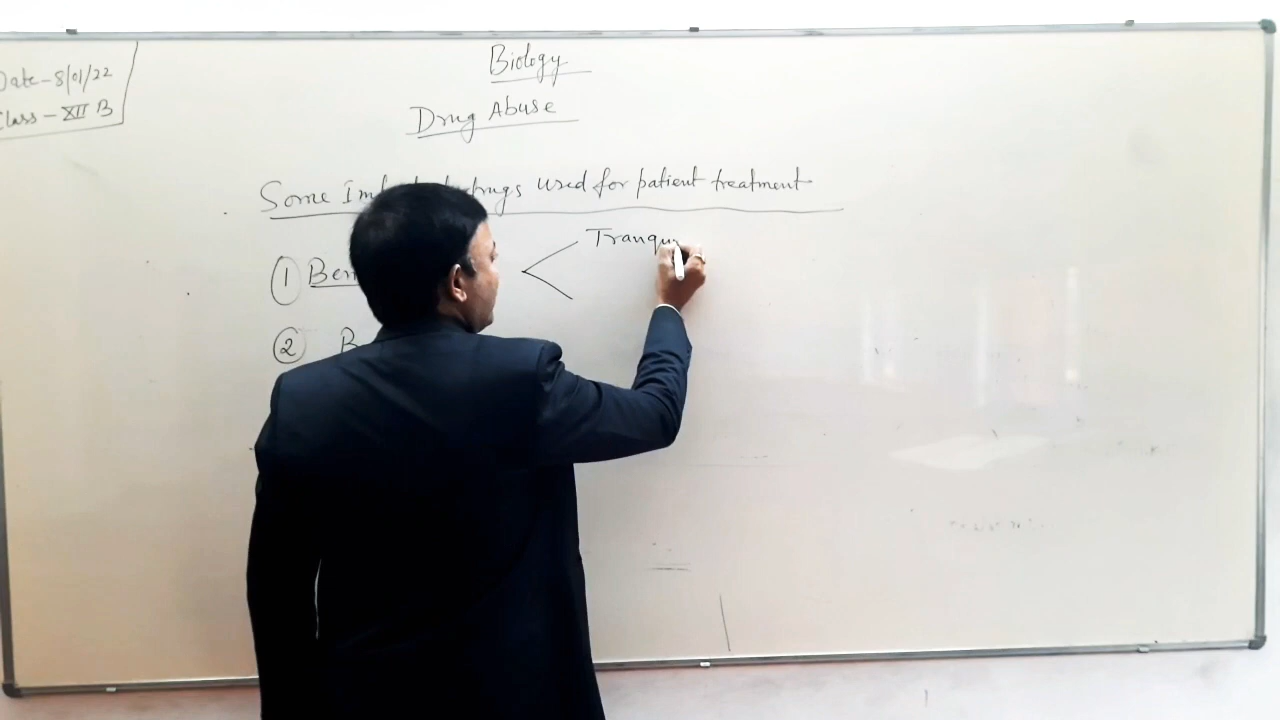 Date - 8/01/22
Class - XII B
Biology
Drug Abuse
Some drugs used for patient treatment
1 Ben
Tranqu
2 B